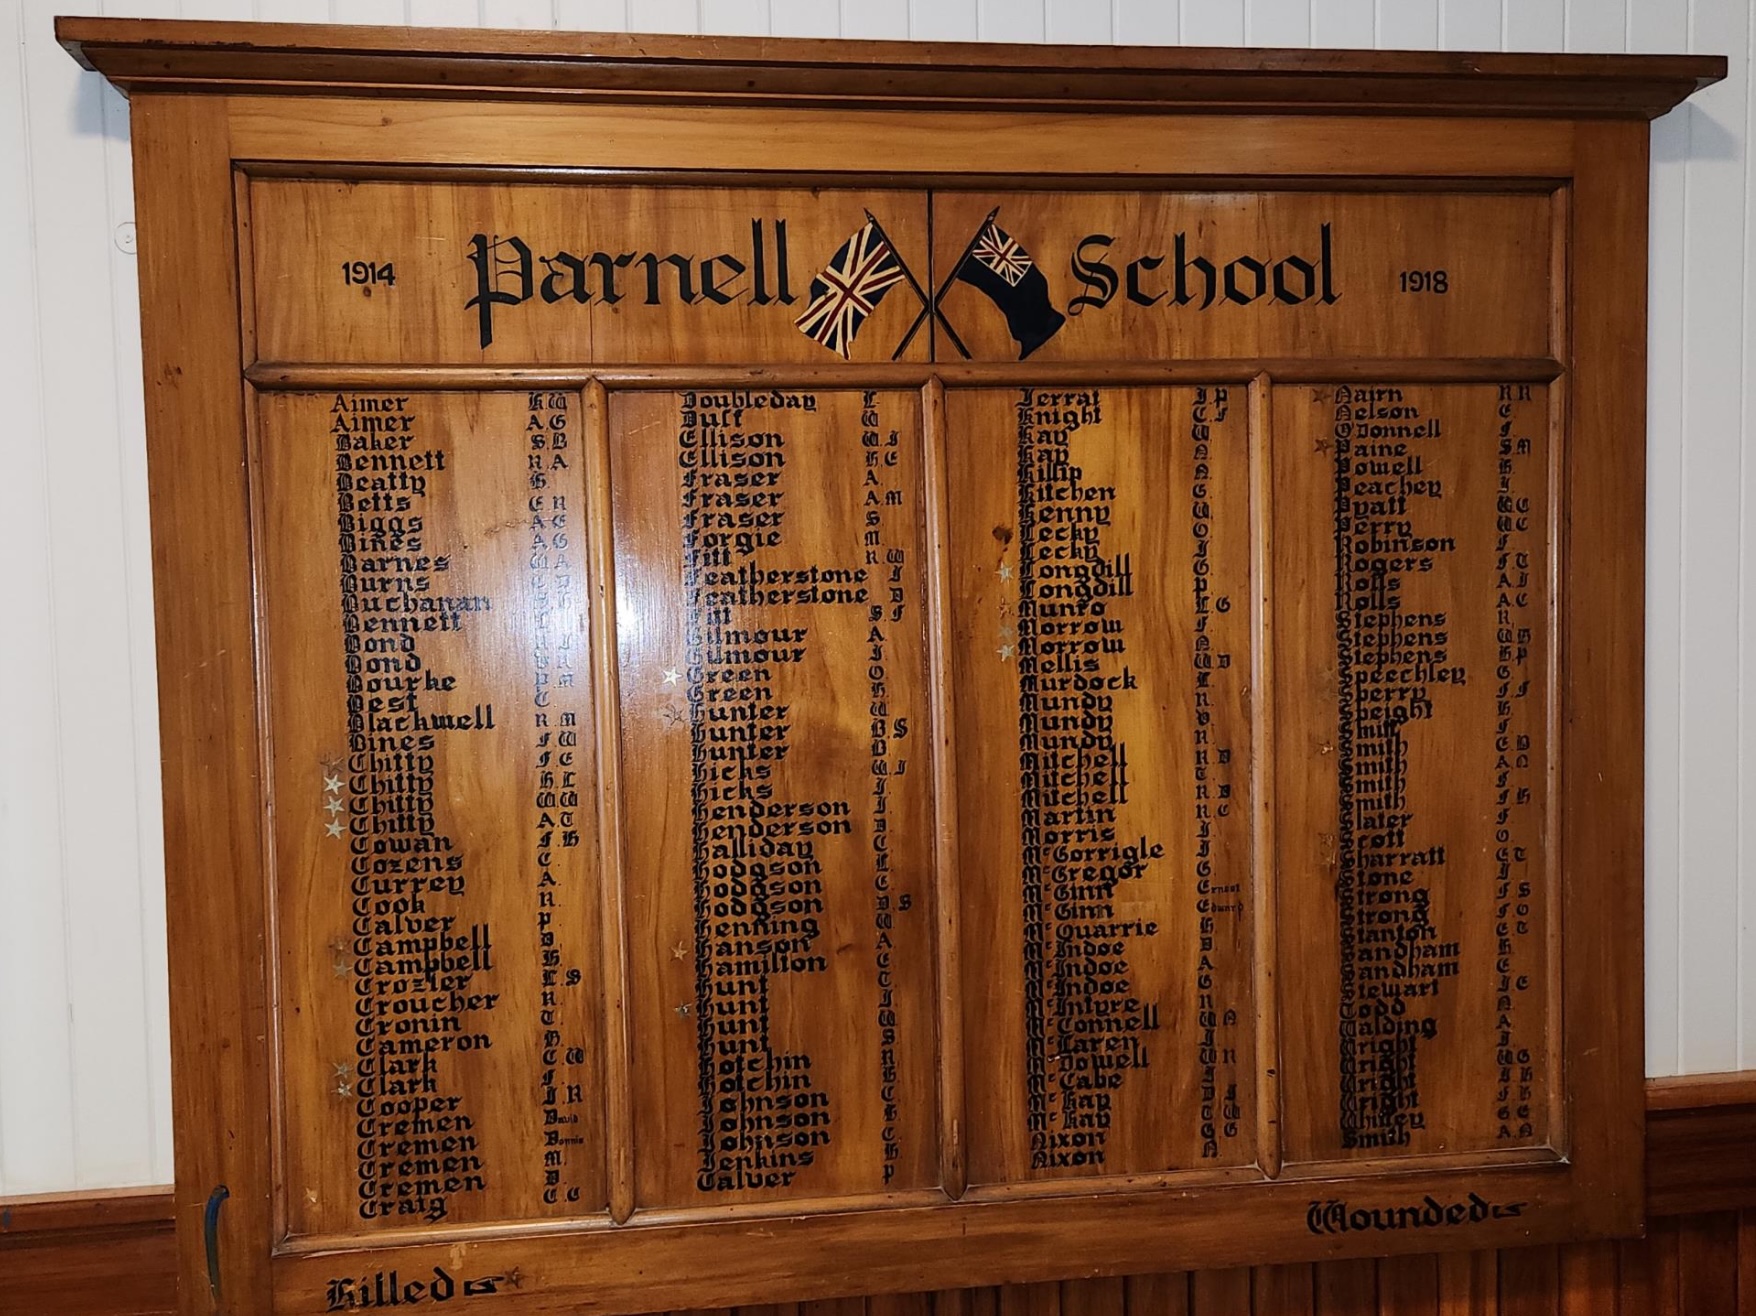 1914 Parnell School 1918
Aimer K W
Aimer A. G
Baker S. B
Bennett R. A
Beatty H.
Betts E R
Biggs A. E
Bines A G
Barnes W A
Burns
Buchanan
Bennett
Bond
Bond R
Bourke P M
Best C
Blackwell R M
Bines F W
Chitty F E
Chitty H L
Chitty W W
Chitty A T
Cowan F. H
Cozens C.
Currey A.
Cook R.
Calver P
Campbell D
Campbell H.
Crozier L. S
Croucher R.
Cronin T.
Cameron H.
Clark C. W
Clark F.
Cooper J. R
Cremen David
Cremen Dennis
Cremen M.
Cremen D.
Craig C. C
Doubleday L
Duff W
Ellison W. J
Ellison H. E
Fraser A.
Fraser A M
Fraser S
Forgie M.
Fitt R W
Featherstone J
Featherstone D
Fitt S. F
Gilmour A
Gilmour J.
Green O
Green H
Hunter W
Hunter B. S
Hunter D
Hicks W J
Hicks J
Henderson J
Henderson D
Halliday C
Hodgson L
Hodgson E
Hodgson D S
Henning W
Hanson A
Hamilton C
Hunt J
Hunt W
Hunt S
Hunt R
Hotchin E
Hotchin C
Johnson H
Johnson C
Johnson H
Jenkins
Calver P
Jerrat J P
Knight C F
Kay W
Kay N
Killip N
Kitchen G
Kenny G
Lecky W
Lecky G
Longdill J
Longdill G
Munro P
Morrow L G
Morrow F
Mellis N
Murdock W D
Mundy L
Mundy R
Mundy V
Mitchell R
Mitchell R D
Mitchell T
Martin R D
Morris R C
McGorrigle J
McGregor J
McGinn G
McGinn Ernest
McQuarrie Edward
McIndoe H
McIndoe D
McIndoe A
McIntyre G
McConnell R
McLaren W N
McDowell J
McCabe W R
McKay J
McKay D W
Nixon T G
Nixon N
Nairn R R
Nelson E
O'Donnell F
Paine S M
Powell H
Peachey J.
Pyatt W C
Perry W C
Robinson F
Rogers F T
Rolls A J
Rolls A. C
Stephens R
Stephens W H
Stephens H P
Speechley G
Sperry F F
Speight H
Smith F
Smith E D
Smith A N
Smith F
Smith F H
Slater F
Scott O
Sharratt E T
Stone J
Strong F S
Strong F O
Stanton E T
Sandham H
Sandham E
Stewart J E
Todd N
Walding A
Wright J
Wright W G
Wright E H
Wright J H
Whiley G E
Smith A. N
Killed
Wounded